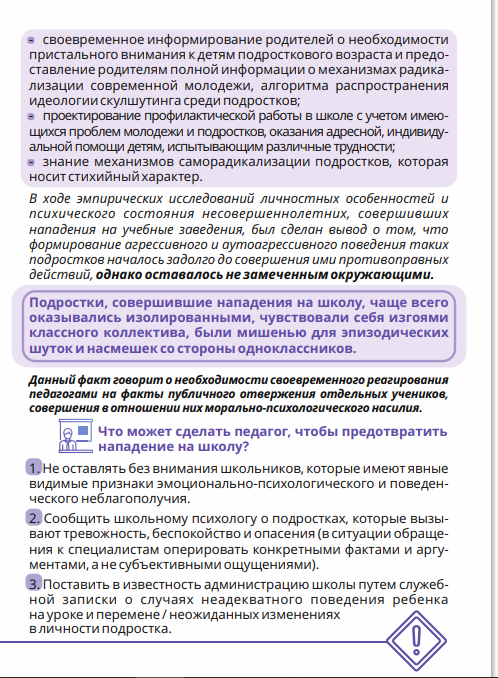 - своевременное информирование родителей о необходимости
пристального внимания к детям подросткового возраста и предо-
ставление родителям полной информации о механизмах радика-
лизации современной молодежи, алгоритма распространения
идеологии скулшутинга среди подростков;
- проектирование профилактической работы в школе с учетом имею-
щихся проблем молодежи и подростков, оказания адресной, индивиду-
альной помощи детям, испытывающим различные трудности;
- знание механизмов саморадикализации подростков, которая
носит стихийный характер.
В ходе эмпирических исследований личностных особенностей и
психического состояния несовершеннолетних, совершивших
нападения на учебные заведения, был сделан вывод о том, что
формирование агрессивного и аутоагрессивного поведения таких
подростков началось задолго до совершения ими противоправных
действий, однако оставалось не замеченным окружающими.
Подростки, совершившие нападения на школу, чаще всего
оказывались изолированными, чувствовали себя изгоями
классного коллектива, были мишенью для эпизодических
шуток и насмешек со стороны одноклассников.
Данный факт говорит о необходимости своевременного реагирования
педагогами на факты публичного отвержения отдельных учеников,
совершения в отношении них морально-психологического насилия.
Что может сделать педагог, чтобы предотвратить
нападение на школу?
1. Не оставлять без внимания школьников, которые имеют явные
видимые признаки эмоционально-психологического и поведен-
ческого неблагополучия.
2. Сообщить школьному психологу о подростках, которые вызы-
вают тревожность, беспокойство и опасения (в ситуации обраще-
ния к специалистам оперировать конкретными фактами и аргу-
ментами, а не субъективными ощущениями).
3. Поставить в известность администрацию школы путем служеб-
ной записки о случаях неадекватного поведения ребенка
на уроке и перемене / неожиданных изменениях
в личности подростка.
!